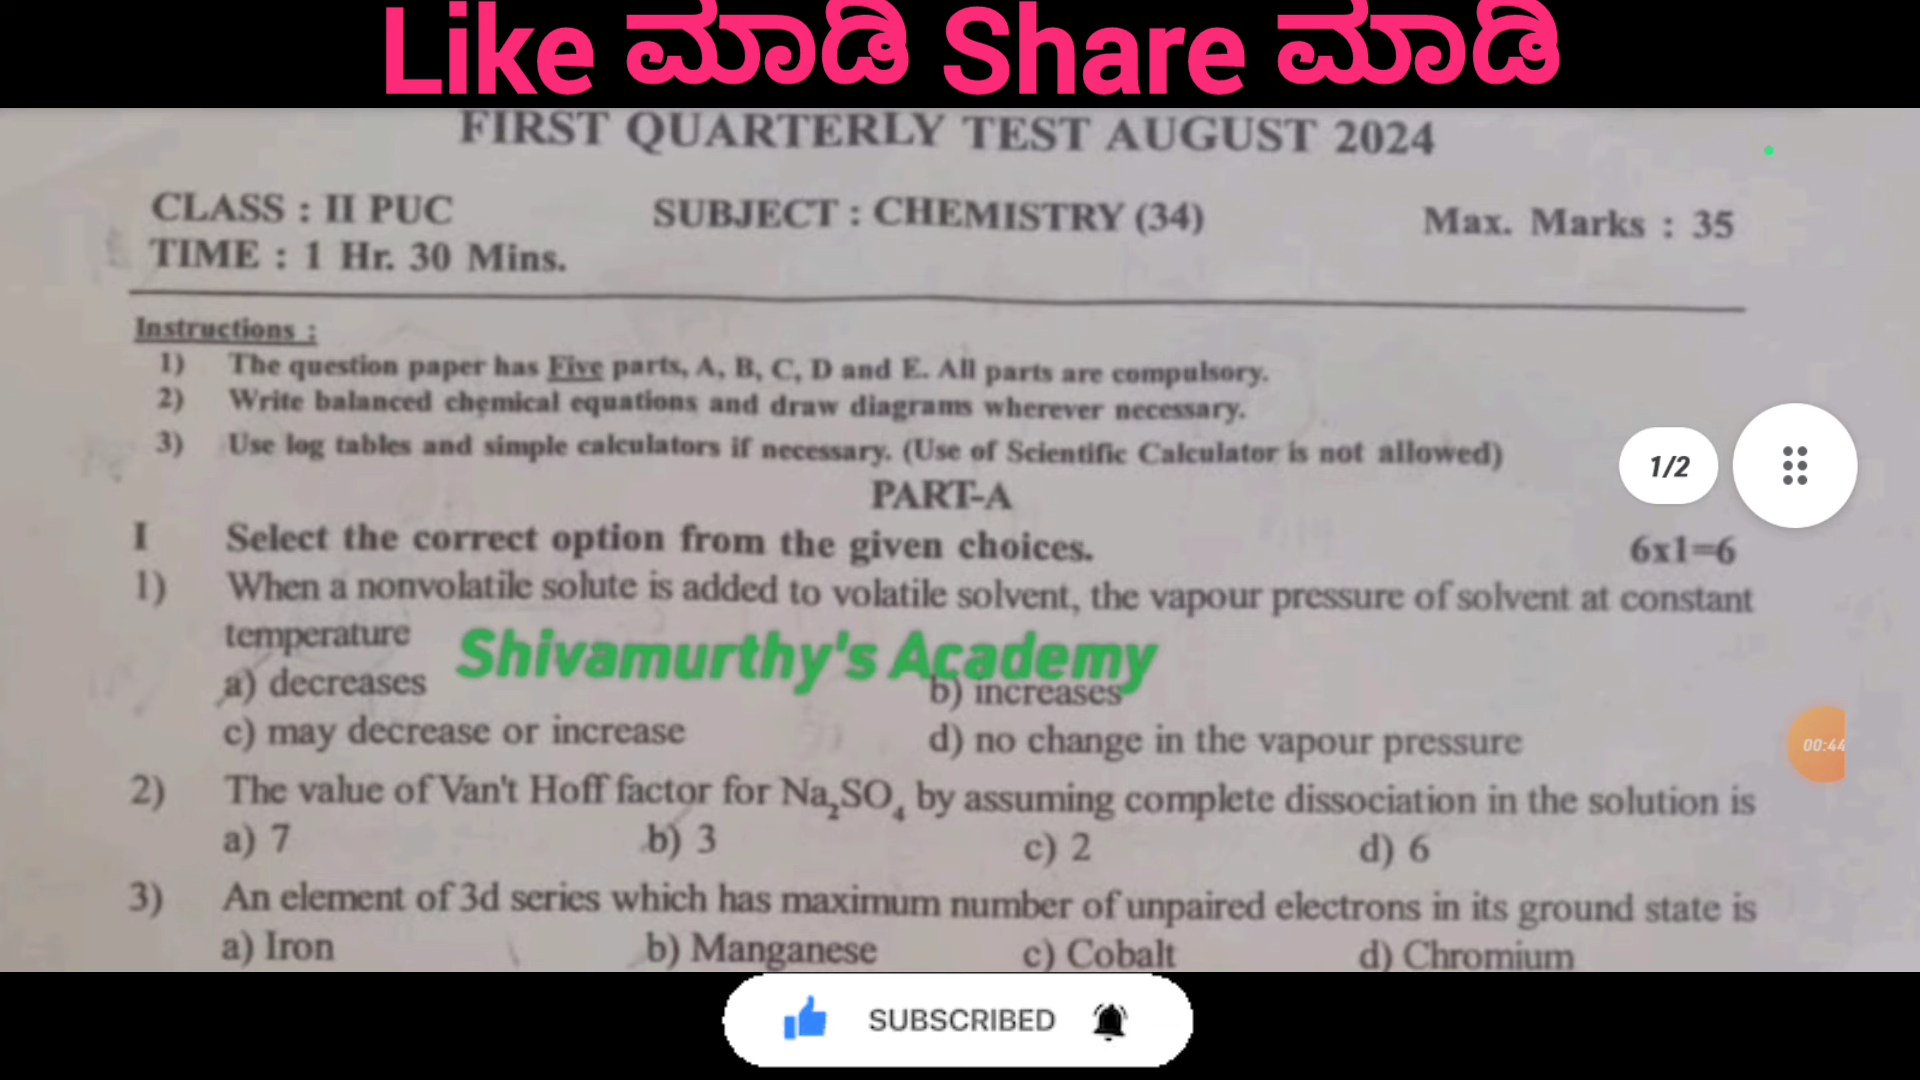 Like ಮಾಡಿ Share ಮಾಡಿ
FIRST QUARTERLY TEST AUGUST 2024
CLASS : II PUC SUBJECT : CHEMISTRY (34) Max. Marks : 35
TIME : 1 Hr. 30 Mins.
Instructions :
1) The question paper has Five parts, A, B, C, D and E. All parts are compulsory.
2) Write balanced chemical equations and draw diagrams wherever necessary.
3) Use log tables and simple calculators if necessary. (Use of Scientific Calculator is not allowed)
1/2
PART-A
I Select the correct option from the given choices. 6x1=6
1) When a nonvolatile solute is added to volatile solvent, the vapour pressure of solvent at constant
temperature
Shivamurthy's Academy
a) decreases b) increases
c) may decrease or increase d) no change in the vapour pressure
00:44
2) The value of Van't Hoff factor for Na₂SO₄ by assuming complete dissociation in the solution is
a) 7 b) 3 c) 2 d) 6
3) An element of 3d series which has maximum number of unpaired electrons in its ground state is
a) Iron b) Manganese c) Cobalt d) Chromium
SUBSCRIBED